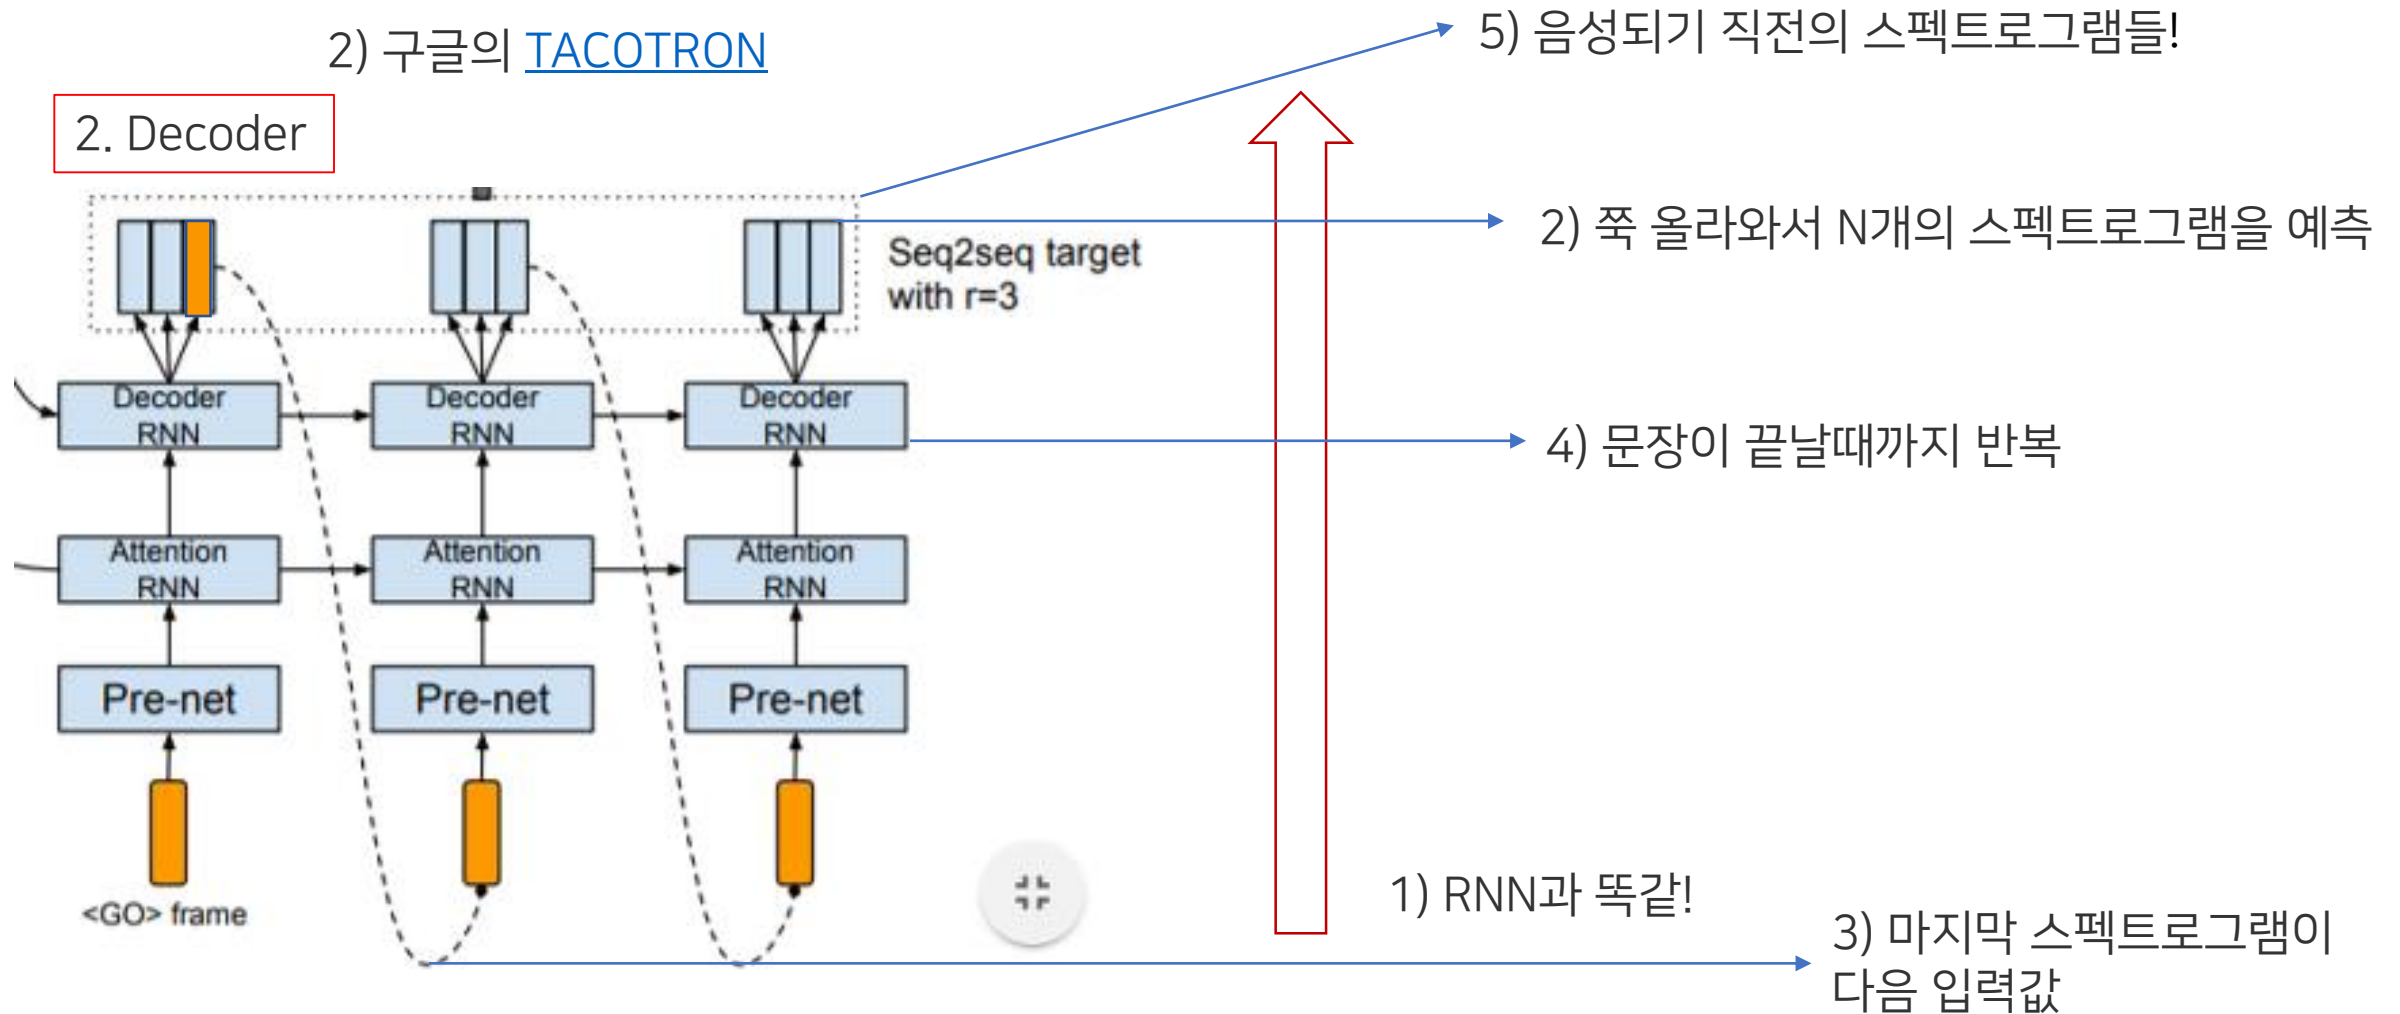 2) 구글의 TACOTRON
5) 음성되기 직전의 스펙트로그램들!
2. Decoder
2) 쭉 올라와서 N개의 스펙트로그램을 예측
Seq2seq target
with r=3
Decoder
RNN
Decoder
RNN
Decoder
RNN
4) 문장이 끝날때까지 반복
Attention
RNN
Attention
RNN
Attention
RNN
Pre-net
Pre-net
Pre-net
<GO> frame
1) RNN과 똑같!
3) 마지막 스펙트로그램이
다음 입력값